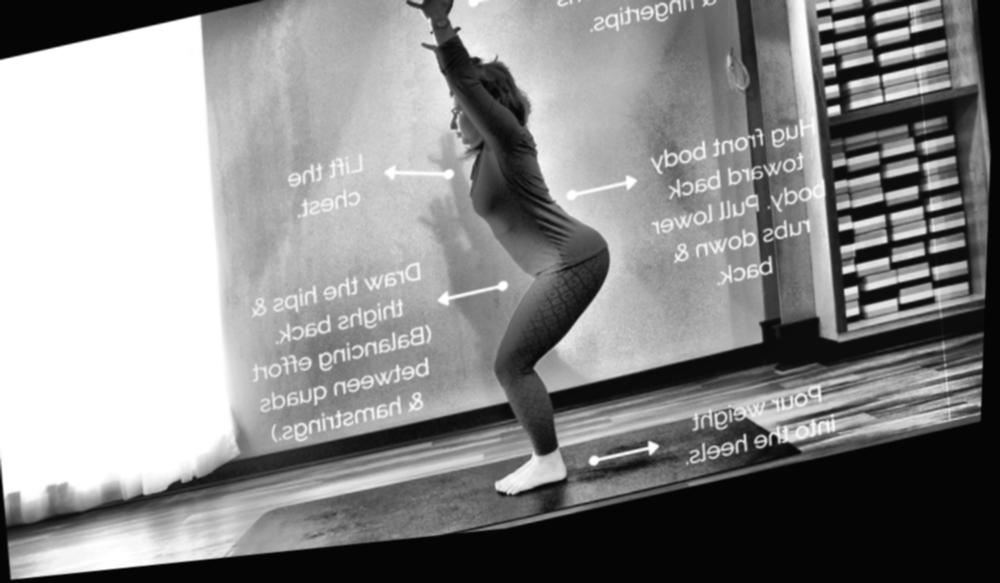 & fingertips.
Lift the
chest.
Hug front body
toward back
body. Pull lower
rubs down &
back.
Draw the hips &
thighs back.
(Balancing effort
between quads
& hamstrings.)
Pour weight
into the heels.